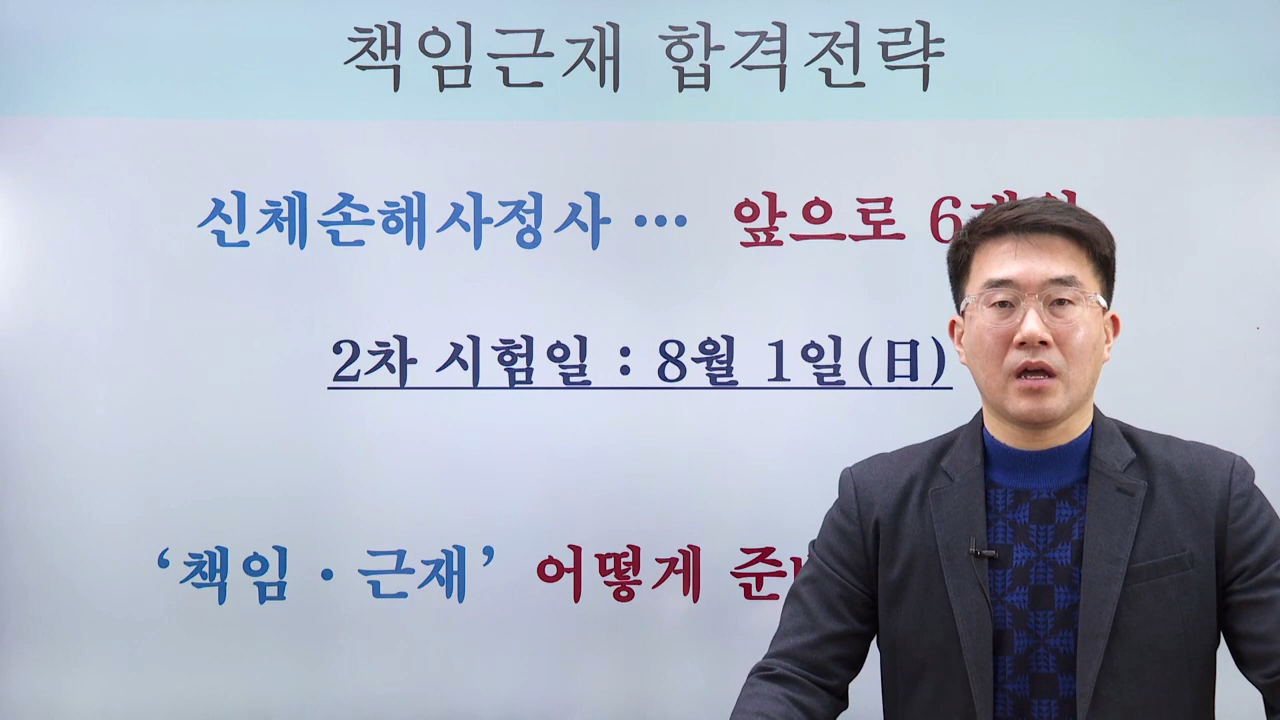 책임근재 합격전략
신체손해사정사 … 앞으로 6
2차 시험일 : 8월 1일(日)
‘책임 · 근재’ 어떻게